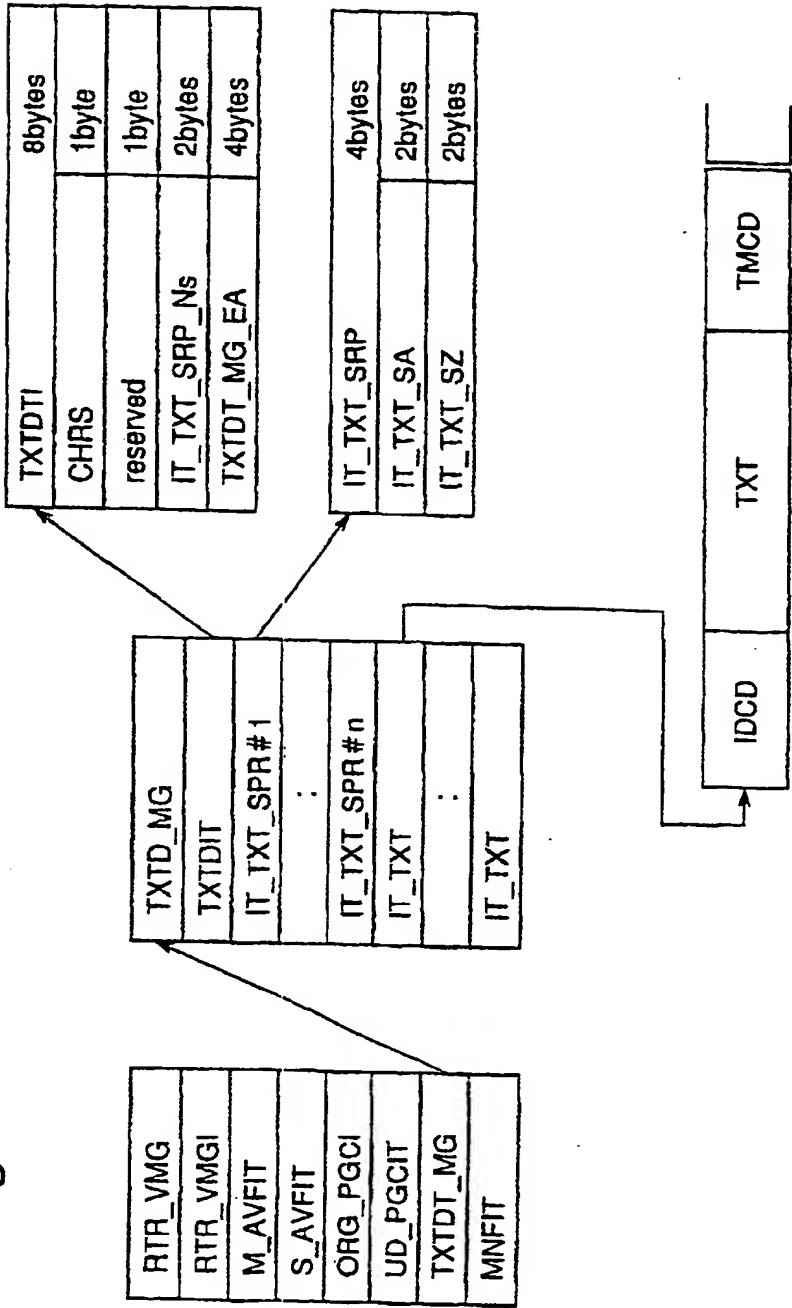 RTR_VMG
RTR_VMGI
M_AVFIT
S_AVFIT
ORG_PGCI
UD_PGCIT
TXTDT_MG
MNFIT
TXTD_MG
TXTDIT
IT_TXT_SPR#1
:
IT_TXT_SPR#n
IT_TXT
:
IT_TXT
TXTDTI 8bytes
CHRS 1byte
reserved 1byte
IT_TXT_SRP_Ns 2bytes
TXTDT_MG_EA 4bytes
IT_TXT_SRP 4bytes
IT_TXT_SA 2bytes
IT_TXT_SZ 2bytes
IDCD TXT TMCD